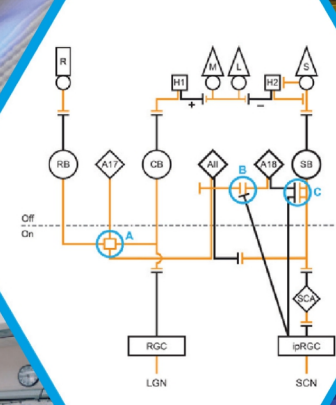 R
M
L
S
H1
H2
+
−
RB
A17
CB
AII
B
A18
SB
C
Off
On
A
SCA
RGC
ipRGC
LGN
SCN